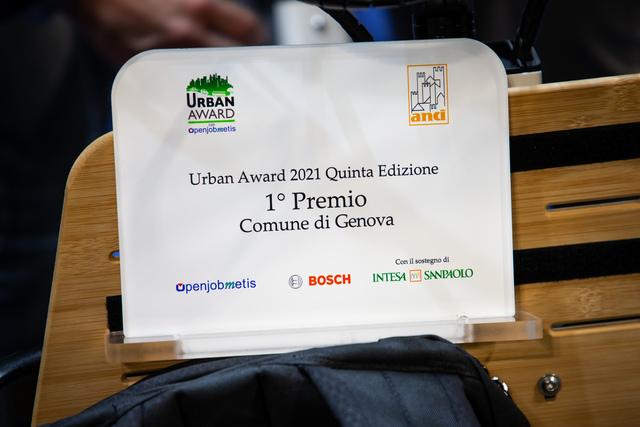 URBAN
AWARD
openjobmetis
anci
Urban Award 2021 Quinta Edizione
1° Premio
Comune di Genova
Con il sostegno di
openjobmetis
BOSCH
INTESA SANPAOLO